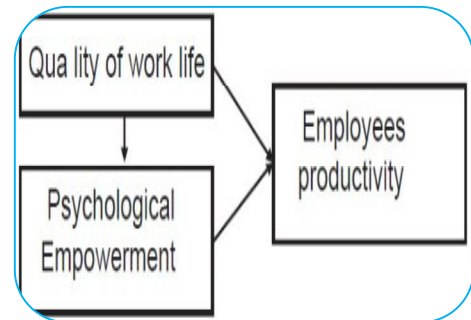 Qua lity of work life
Psychological
Empowerment
Employees
productivity